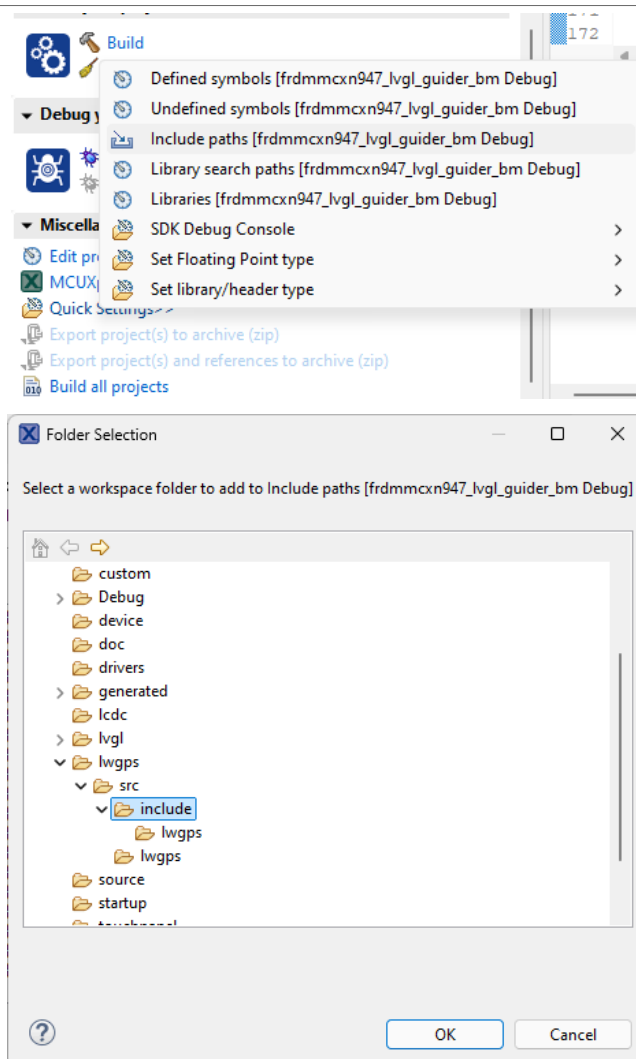 171
172
Build
Defined symbols [frdmmcxn947_lvgl_guider_bm Debug]
Undefined symbols [frdmmcxn947_lvgl_guider_bm Debug]
Debug y
Include paths [frdmmcxn947_lvgl_guider_bm Debug]
Library search paths [frdmmcxn947_lvgl_guider_bm Debug]
Libraries [frdmmcxn947_lvgl_guider_bm Debug]
Miscella
SDK Debug Console
Edit pr
Set Floating Point type
MCUX
Set library/header type
Quick Settings>>
Export project(s) to archive (zip)
Export project(s) and references to archive (zip)
Build all projects
Folder Selection
Select a workspace folder to add to Include paths [frdmmcxn947_lvgl_guider_bm Debug]
custom
Debug
device
doc
drivers
generated
lcdc
lvgl
lwgps
src
include
lwgps
lwgps
source
startup
touchpanel
OK
Cancel